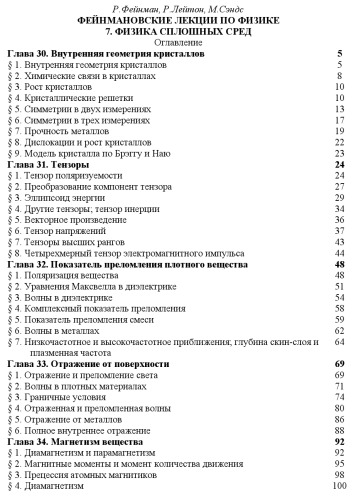 Р.Фейнман, Р.Лейтон, М.Сэндс
ФЕЙНМАНОВСКИЕ ЛЕКЦИИ ПО ФИЗИКЕ
7. ФИЗИКА СПЛОШНЫХ СРЕД
Оглавление
Глава 30. Внутренняя геометрия кристаллов 5
§ 1. Внутренняя геометрия кристаллов 5
§ 2. Химические связи в кристаллах 8
§ 3. Рост кристаллов 10
§ 4. Кристаллические решетки 10
§ 5. Симметрии в двух измерениях 13
§ 6. Симметрии в трех измерениях 17
§ 7. Прочность металлов 19
§ 8. Дислокации и рост кристаллов 22
§ 9. Модель кристалла по Брэггу и Наю 23
Глава 31. Тензоры 24
§ 1. Тензор поляризуемости 24
§ 2. Преобразование компонент тензора 27
§ 3. Эллипсоид энергии 29
§ 4. Другие тензоры; тензор инерции 34
§ 5. Векторное произведение 36
§ 6. Тензор напряжений 37
§ 7. Тензоры высших рангов 43
§ 8. Четырехмерный тензор электромагнитного импульса 44
Глава 32. Показатель преломления плотного вещества 48
§ 1. Поляризация вещества 48
§ 2. Уравнения Максвелла в диэлектрике 51
§ 3. Волны в диэлектрике 54
§ 4. Комплексный показатель преломления 58
§ 5. Показатель преломления смеси 59
§ 6. Волны в металлах 62
§ 7. Низкочастотное и высокочастотное приближения; глубина скин-слоя и 64
плазменная частота
Глава 33. Отражение от поверхности 69
§ 1. Отражение и преломление света 69
§ 2. Волны в плотных материалах 71
§ 3. Граничные условия 74
§ 4. Отраженная и преломленная волны 80
§ 5. Отражение от металлов 86
§ 6. Полное внутреннее отражение 88
Глава 34. Магнетизм вещества 92
§ 1. Диамагнетизм и парамагнетизм 92
§ 2. Магнитные моменты и момент количества движения 95
§ 3. Прецессия атомных магнитиков 98
§ 4. Диамагнетизм 100